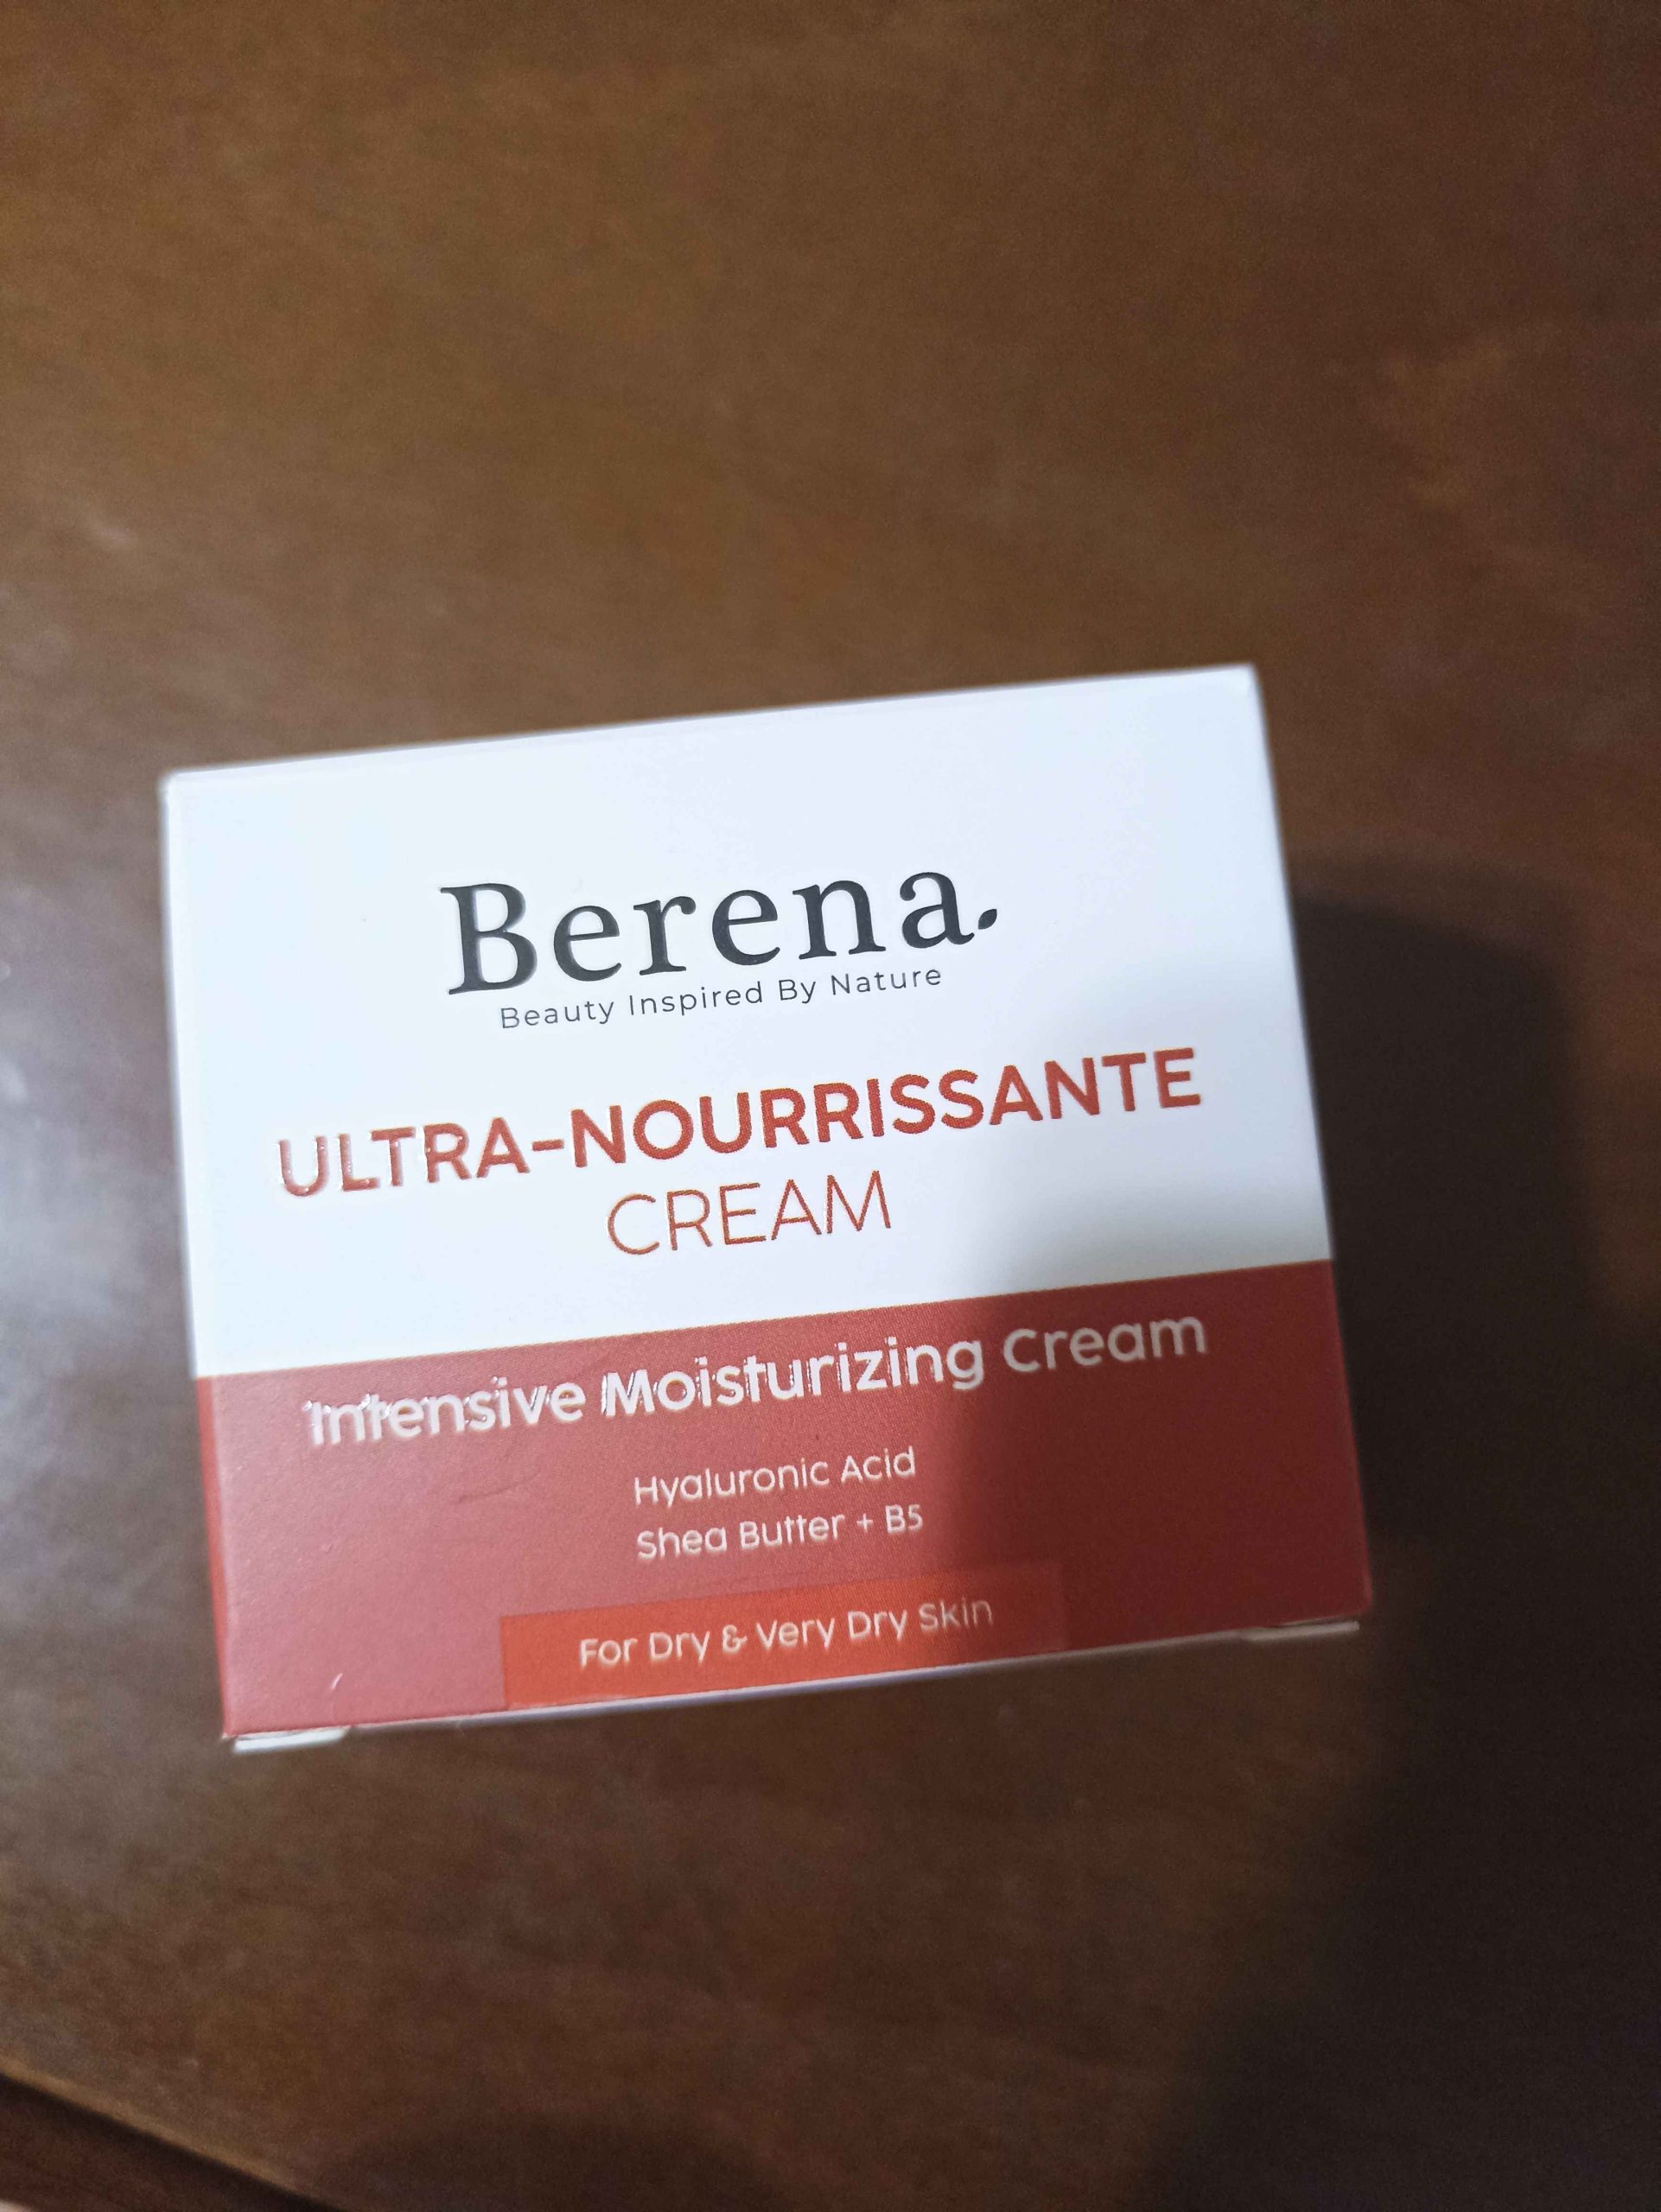 Berena
Beauty Inspired By Nature
ULTRA-NOURRISSANTE
CREAM
Intensive Moisturizing Cream
Hyaluronic Acid
Shea Butter + B5
For Dry & Very Dry Skin